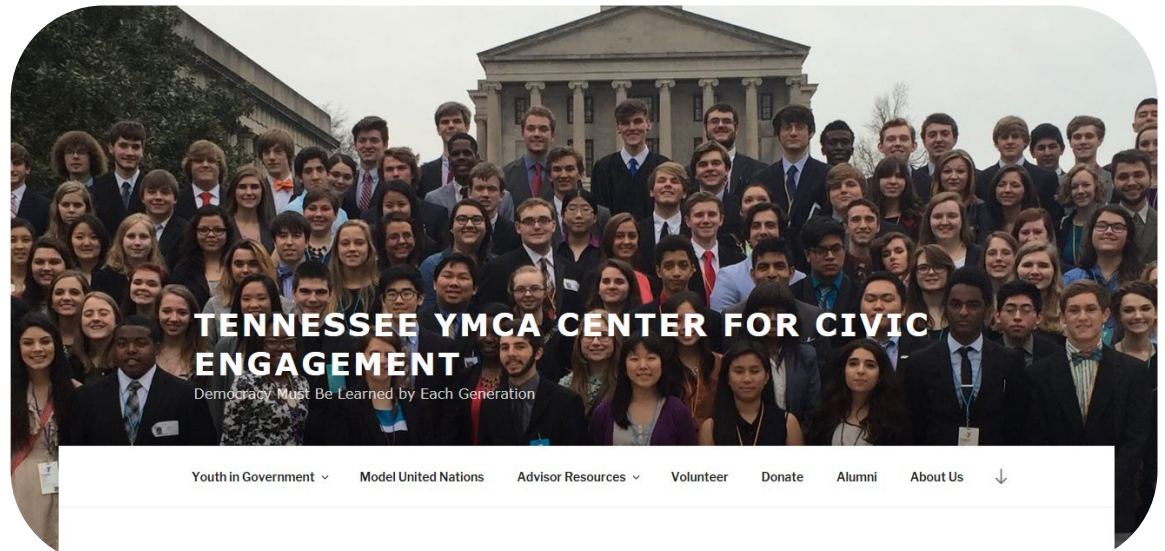 TENNESSEE YMCA CENTER FOR CIVIC
ENGAGEMENT
Democracy Must Be Learned by Each Generation
Youth in Government Model United Nations Advisor Resources Volunteer Donate Alumni About Us